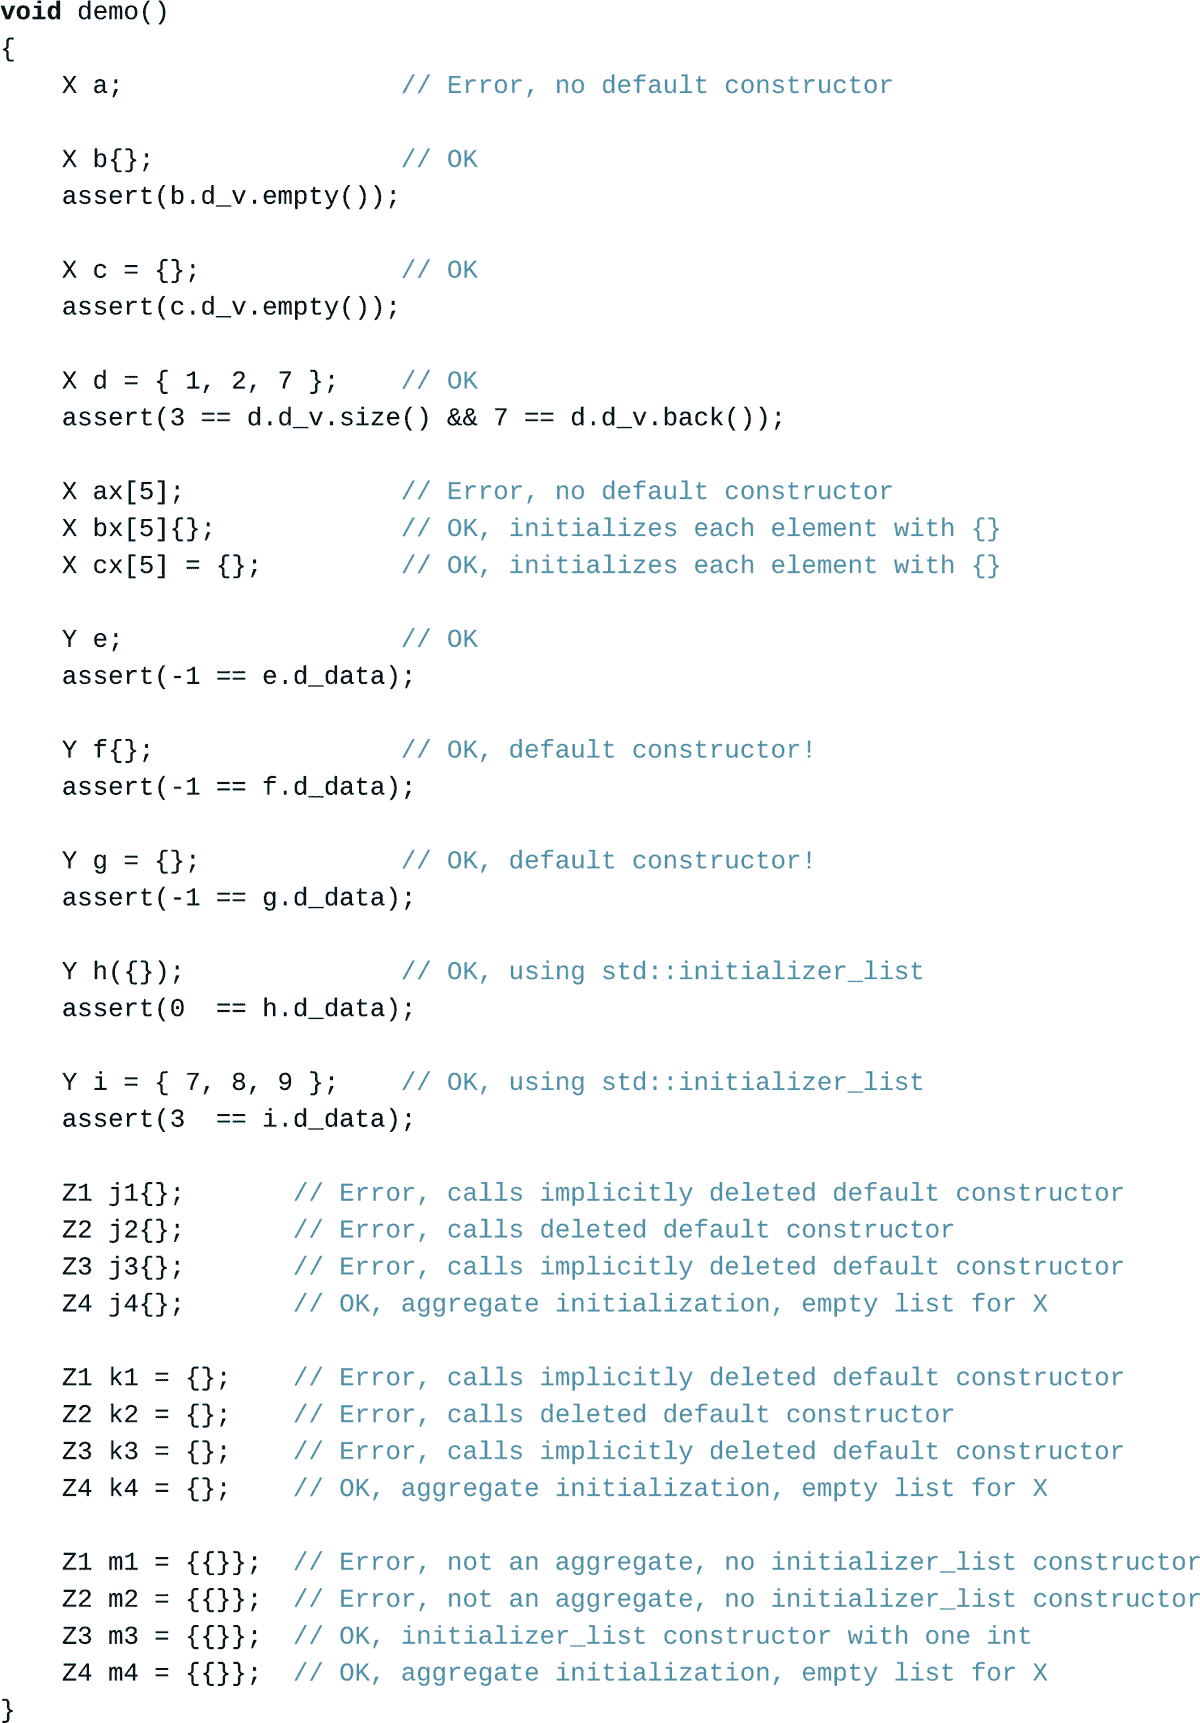 void demo()
{
    X a;                  // Error, no default constructor

    X b{};                // OK
    assert(b.d_v.empty());

    X c = {};             // OK
    assert(c.d_v.empty());

    X d = { 1, 2, 7 };    // OK
    assert(3 == d.d_v.size() && 7 == d.d_v.back());

    X ax[5];              // Error, no default constructor
    X bx[5]{};            // OK, initializes each element with {}
    X cx[5] = {};         // OK, initializes each element with {}

    Y e;                  // OK
    assert(-1 == e.d_data);

    Y f{};                // OK, default constructor!
    assert(-1 == f.d_data);

    Y g = {};             // OK, default constructor!
    assert(-1 == g.d_data);

    Y h({});              // OK, using std::initializer_list
    assert(0  == h.d_data);

    Y i = { 7, 8, 9 };    // OK, using std::initializer_list
    assert(3  == i.d_data);

    Z1 j1{};       // Error, calls implicitly deleted default constructor
    Z2 j2{};       // Error, calls deleted default constructor
    Z3 j3{};       // Error, calls implicitly deleted default constructor
    Z4 j4{};       // OK, aggregate initialization, empty list for X

    Z1 k1 = {};    // Error, calls implicitly deleted default constructor
    Z2 k2 = {};    // Error, calls deleted default constructor
    Z3 k3 = {};    // Error, calls implicitly deleted default constructor
    Z4 k4 = {};    // OK, aggregate initialization, empty list for X

    Z1 m1 = {{}};  // Error, not an aggregate, no initializer_list constructor
    Z2 m2 = {{}};  // Error, not an aggregate, no initializer_list constructor
    Z3 m3 = {{}};  // OK, initializer_list constructor with one int
    Z4 m4 = {{}};  // OK, aggregate initialization, empty list for X
}